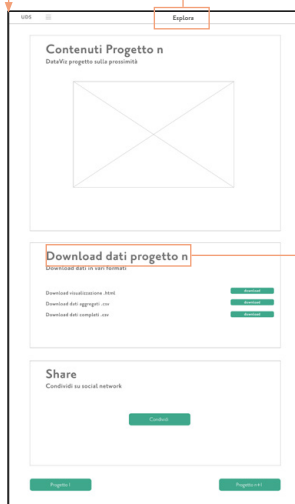 UDS
Esplora
Contenuti Progetto n
DataViz progetto sulla prossimità
Download dati progetto n
Download dati in vari formati
Download visualizzazione .html
download
Download dati aggregati .csv
download
Download dati completi .csv
download
Share
Condividi su social network
Condividi
Progetto 1
Progetto n+1